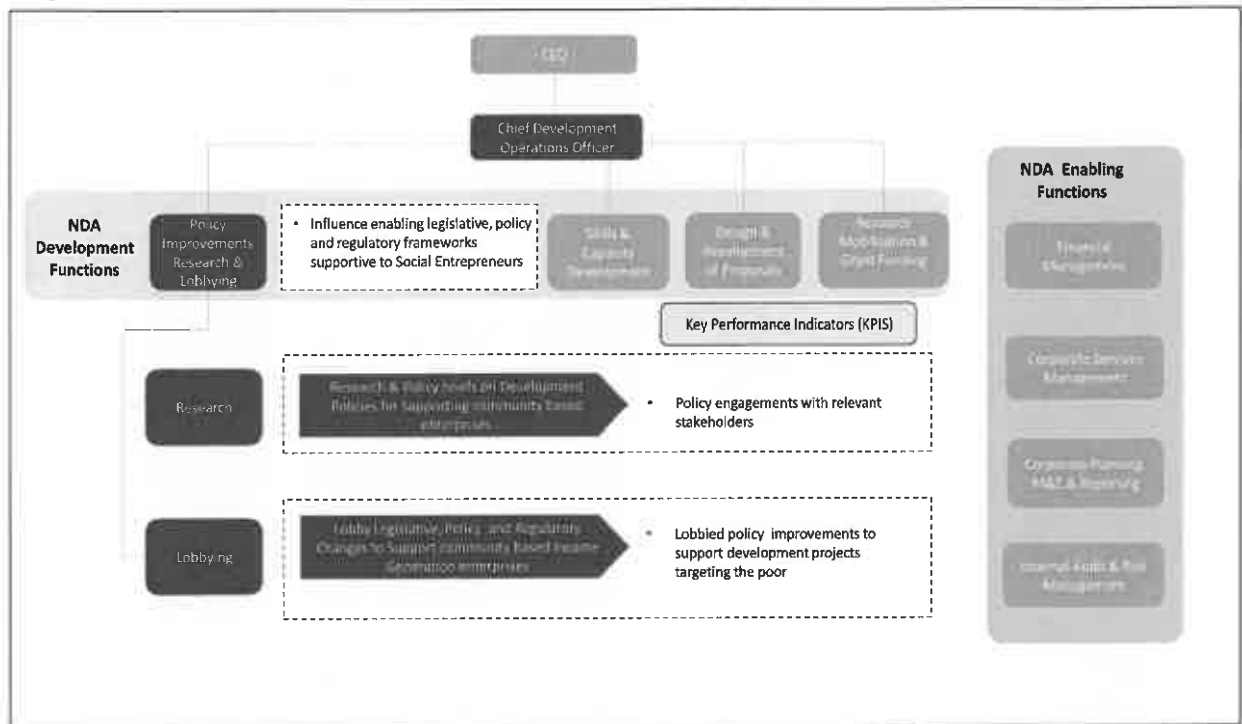 CEO
Chief Development
Operations Officer
NDA
Development
Functions
Policy
Improvements
Research &
Lobbying
• Influence enabling legislative, policy
and regulatory frameworks
supportive to Social Entrepreneurs
Skills &
Capacity
Development
Design &
of Proposals
Resource
Mobilisation &
Grant Funding
Key Performance Indicators (KPIS)
Research
Research & Policy briefs on Development
Policies for Supporting community based
enterprises
• Policy engagements with relevant
stakeholders
Lobbying
Lobby Legislative, Policy and Regulatory
Changes to Support community based Income
Generation enterprises
• Lobbied policy improvements to
support development projects
targeting the poor
NDA Enabling
Functions
Financial
Management
Corporate Services
Management
Corporate Planning,
M&E & Reporting
Internal Audit & Risk
Management